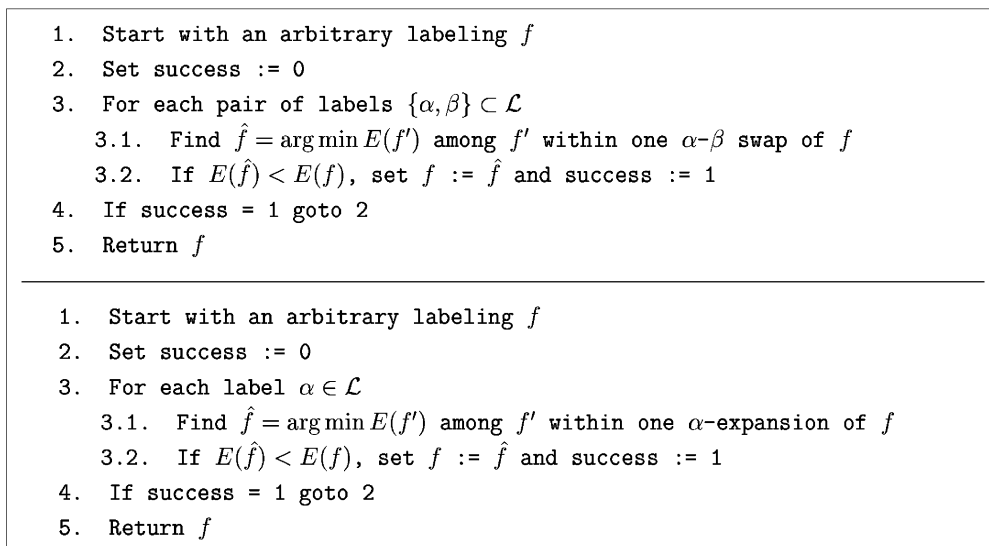 1. Start with an arbitrary labeling f
2. Set success := 0
3. For each pair of labels {α, β} ⊂ ℒ
3.1. Find f̂ = arg min E(f′) among f′ within one α-β swap of f
3.2. If E(f̂) < E(f), set f := f̂ and success := 1
4. If success = 1 goto 2
5. Return f
1. Start with an arbitrary labeling f
2. Set success := 0
3. For each label α ∈ ℒ
3.1. Find f̂ = arg min E(f′) among f′ within one α-expansion of f
3.2. If E(f̂) < E(f), set f := f̂ and success := 1
4. If success = 1 goto 2
5. Return f